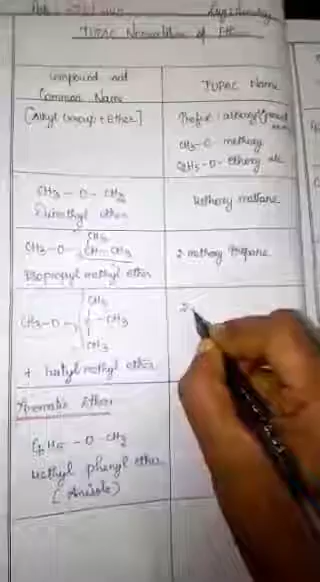 IUPAC Nomenclature of Ethers
Compound and
Common Name
IUPAC Name
[Alkyl Group + Ether]
Prefix: alkoxy
CH3-O- methoxy
C2H5-O- ethoxy etc.
CH3 - O - CH3
Dimethyl ether
Methoxy methane
CH3
CH3-O-CH-CH3
Isopropyl methyl ether
2-methoxy propane
CH3
CH3-O-C-CH3
CH3
t butyl methyl ether
2-
Aromatic Ether
C6H5 - O - CH3
Methyl phenyl ether
(Anisole)